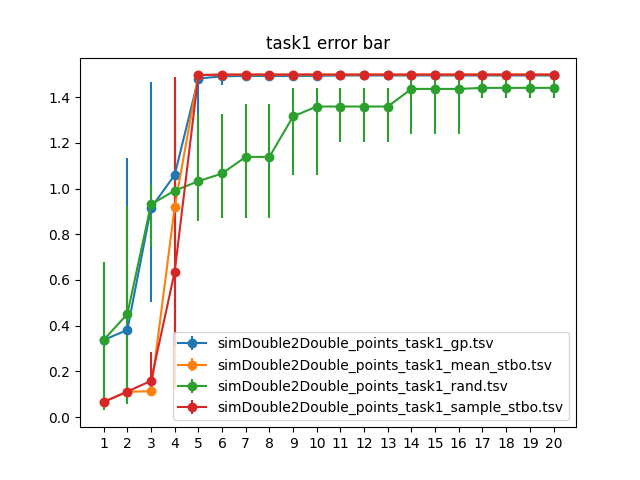 task1 error bar
1.4
1.2
1.0
0.8
0.6
0.4
0.2
0.0
simDouble2Double_points_task1_gp.tsv
simDouble2Double_points_task1_mean_stbo.tsv
simDouble2Double_points_task1_rand.tsv
simDouble2Double_points_task1_sample_stbo.tsv
1 2 3 4 5 6 7 8 9 10 11 12 13 14 15 16 17 18 19 20